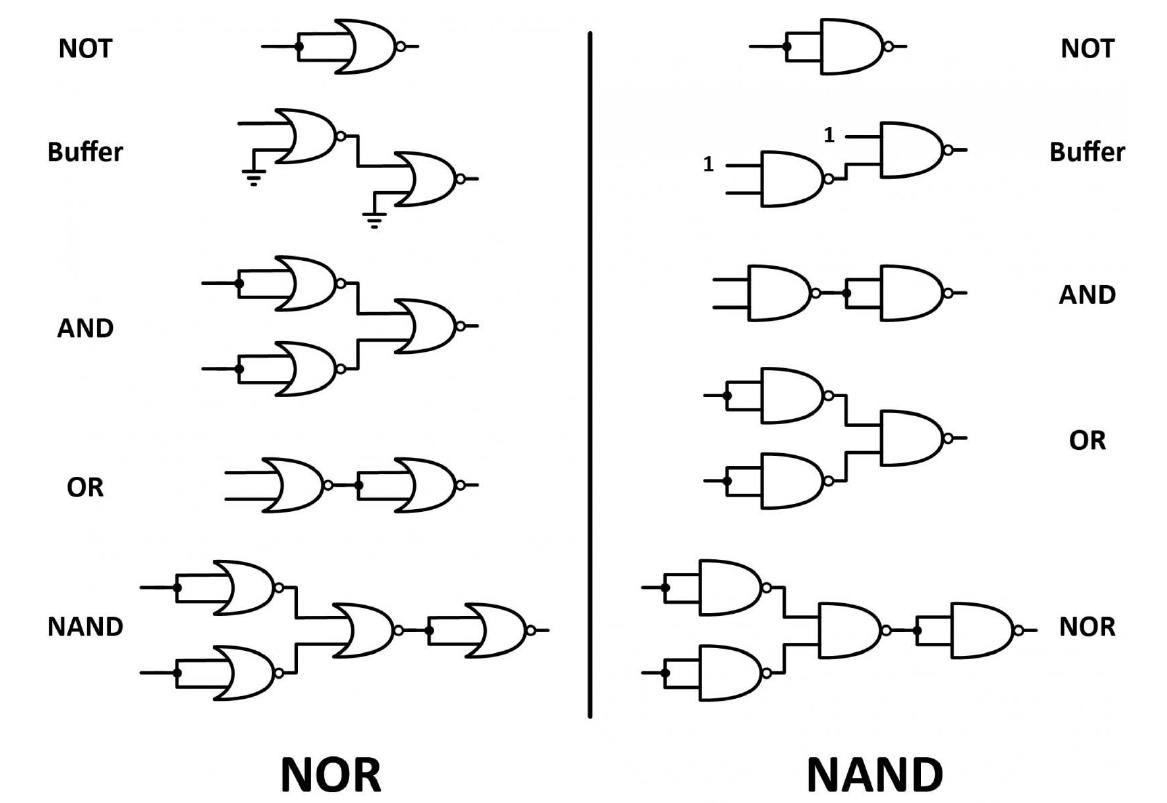 NOT
Buffer
AND
OR
NAND
NOR
NOT
1
1
Buffer
AND
OR
NOR
NAND